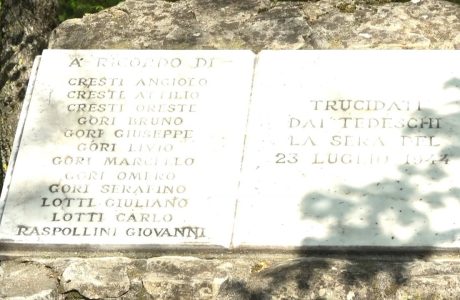 A RICORDO DI
CRESTI ANGIOLO
CRESTI ATTILIO
CRESTI ORESTE
GORI BRUNO
GORI GIUSEPPE
GORI LIVIO
GORI MARCELLO
GORI OMERO
GORI SERAFINO
LOTTI GIULIANO
LOTTI CARLO
RASPOLLINI GIOVANNI
TRUCIDATI
DAI TEDESCHI
LA SERA DEL
23 LUGLIO 1944